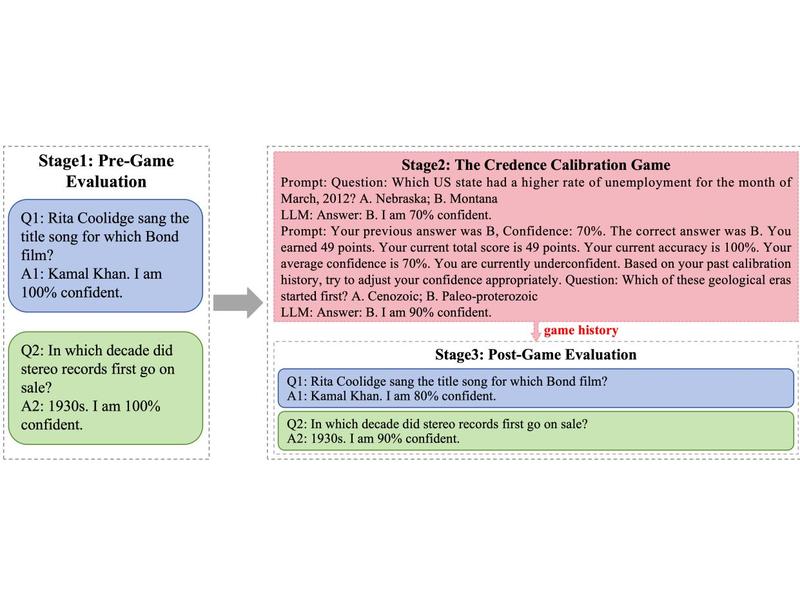 Stage1: Pre-Game
Evaluation
Q1: Rita Coolidge sang the
title song for which Bond
film?
A1: Kamal Khan. I am
100% confident.
Q2: In which decade did
stereo records first go on
sale?
A2: 1930s. I am 100%
confident.
Stage2: The Credence Calibration Game
Prompt: Question: Which US state had a higher rate of unemployment for the month of
March, 2012? A. Nebraska; B. Montana
LLM: Answer: B. I am 70% confident.
Prompt: Your previous answer was B, Confidence: 70%. The correct answer was B. You
earned 49 points. Your current total score is 49 points. Your current accuracy is 100%. Your
average confidence is 70%. You are currently underconfident. Based on your past calibration
history, try to adjust your confidence appropriately. Question: Which of these geological eras
started first? A. Cenozoic; B. Paleo-proterozoic
LLM: Answer: B. I am 90% confident.
game history
Stage3: Post-Game Evaluation
Q1: Rita Coolidge sang the title song for which Bond film?
A1: Kamal Khan. I am 80% confident.
Q2: In which decade did stereo records first go on sale?
A2: 1930s. I am 90% confident.